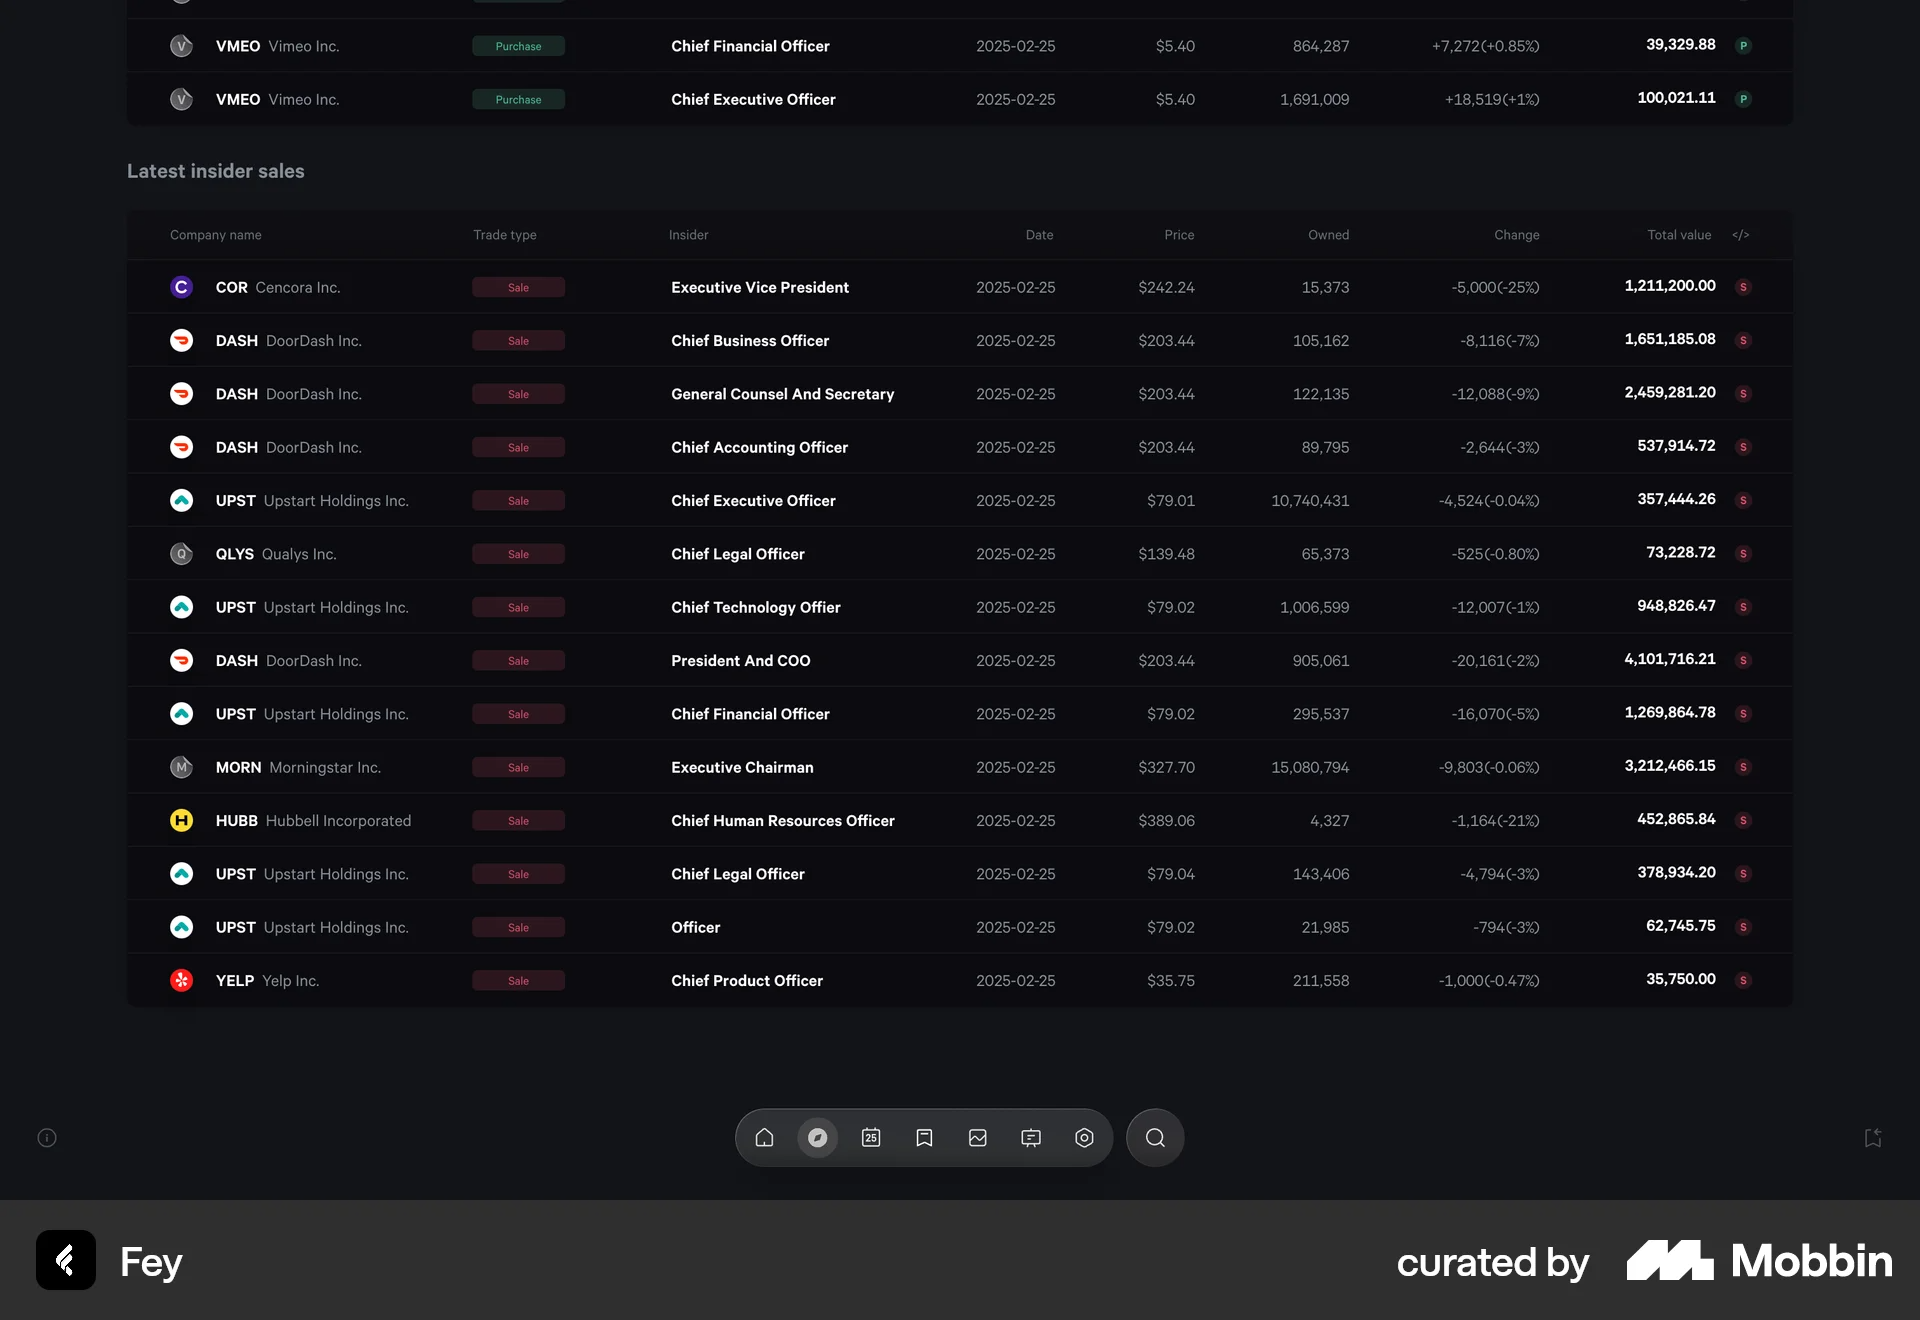 V VMEO Vimeo Inc. Purchase Chief Financial Officer 2025-02-25 $5.40 864,287 +7,272(+0.85%) 39,329.88 P
V VMEO Vimeo Inc. Purchase Chief Executive Officer 2025-02-25 $5.40 1,691,009 +18,519(+1%) 100,021.11 P
Latest insider sales
Company name Trade type Insider Date Price Owned Change Total value </>
C COR Cencora Inc. Sale Executive Vice President 2025-02-25 $242.24 15,373 -5,000(-25%) 1,211,200.00 S
DASH DoorDash Inc. Sale Chief Business Officer 2025-02-25 $203.44 105,162 -8,116(-7%) 1,651,185.08 S
DASH DoorDash Inc. Sale General Counsel And Secretary 2025-02-25 $203.44 122,135 -12,088(-9%) 2,459,281.20 S
DASH DoorDash Inc. Sale Chief Accounting Officer 2025-02-25 $203.44 89,795 -2,644(-3%) 537,914.72 S
UPST Upstart Holdings Inc. Sale Chief Executive Officer 2025-02-25 $79.01 10,740,431 -4,524(-0.04%) 357,444.26 S
Q QLYS Qualys Inc. Sale Chief Legal Officer 2025-02-25 $139.48 65,373 -525(-0.80%) 73,228.72 S
UPST Upstart Holdings Inc. Sale Chief Technology Offier 2025-02-25 $79.02 1,006,599 -12,007(-1%) 948,826.47 S
DASH DoorDash Inc. Sale President And COO 2025-02-25 $203.44 905,061 -20,161(-2%) 4,101,716.21 S
UPST Upstart Holdings Inc. Sale Chief Financial Officer 2025-02-25 $79.02 295,537 -16,070(-5%) 1,269,864.78 S
M MORN Morningstar Inc. Sale Executive Chairman 2025-02-25 $327.70 15,080,794 -9,803(-0.06%) 3,212,466.15 S
H HUBB Hubbell Incorporated Sale Chief Human Resources Officer 2025-02-25 $389.06 4,327 -1,164(-21%) 452,865.84 S
UPST Upstart Holdings Inc. Sale Chief Legal Officer 2025-02-25 $79.04 143,406 -4,794(-3%) 378,934.20 S
UPST Upstart Holdings Inc. Sale Officer 2025-02-25 $79.02 21,985 -794(-3%) 62,745.75 S
YELP Yelp Inc. Sale Chief Product Officer 2025-02-25 $35.75 211,558 -1,000(-0.47%) 35,750.00 S
25
Fey curated by Mobbin